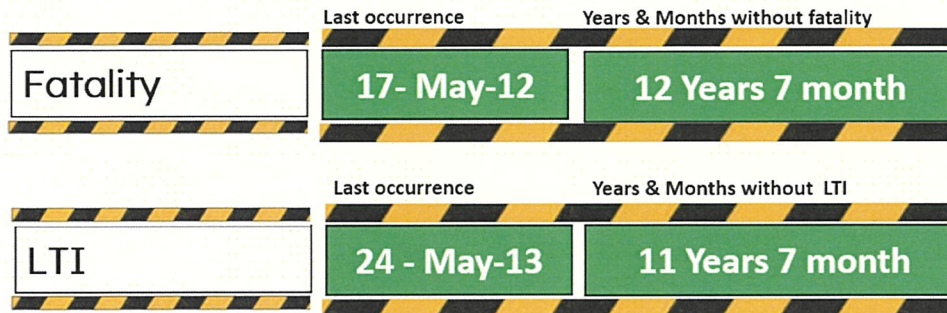 Last occurrence Years & Months without fatality
Fatality 17- May-12 12 Years 7 month
Last occurrence Years & Months without LTI
LTI 24 - May-13 11 Years 7 month